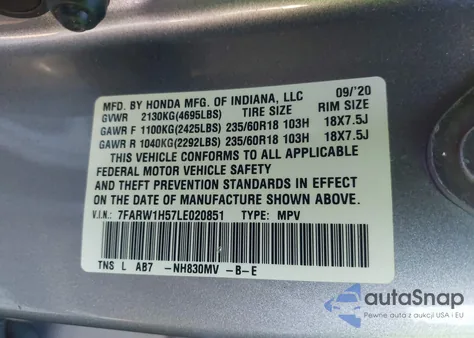 MFD. BY HONDA MFG. OF INDIANA, LLC 09/'20
GVWR 2130KG(4695LBS) TIRE SIZE RIM SIZE
GAWR F 1100KG(2425LBS) 235/60R18 103H 18X7.5J
GAWR R 1040KG(2292LBS) 235/60R18 103H 18X7.5J
THIS VEHICLE CONFORMS TO ALL APPLICABLE
FEDERAL MOTOR VEHICLE SAFETY
AND THEFT PREVENTION STANDARDS IN EFFECT
ON THE DATE OF MANUFACTURE SHOWN ABOVE.
V.I.N.: 7FARW1H57LE020851 TYPE: MPV
TNS L AB7 -NH830MV -B-E
autoSnap
Pewne auta z aukcji USA i EU